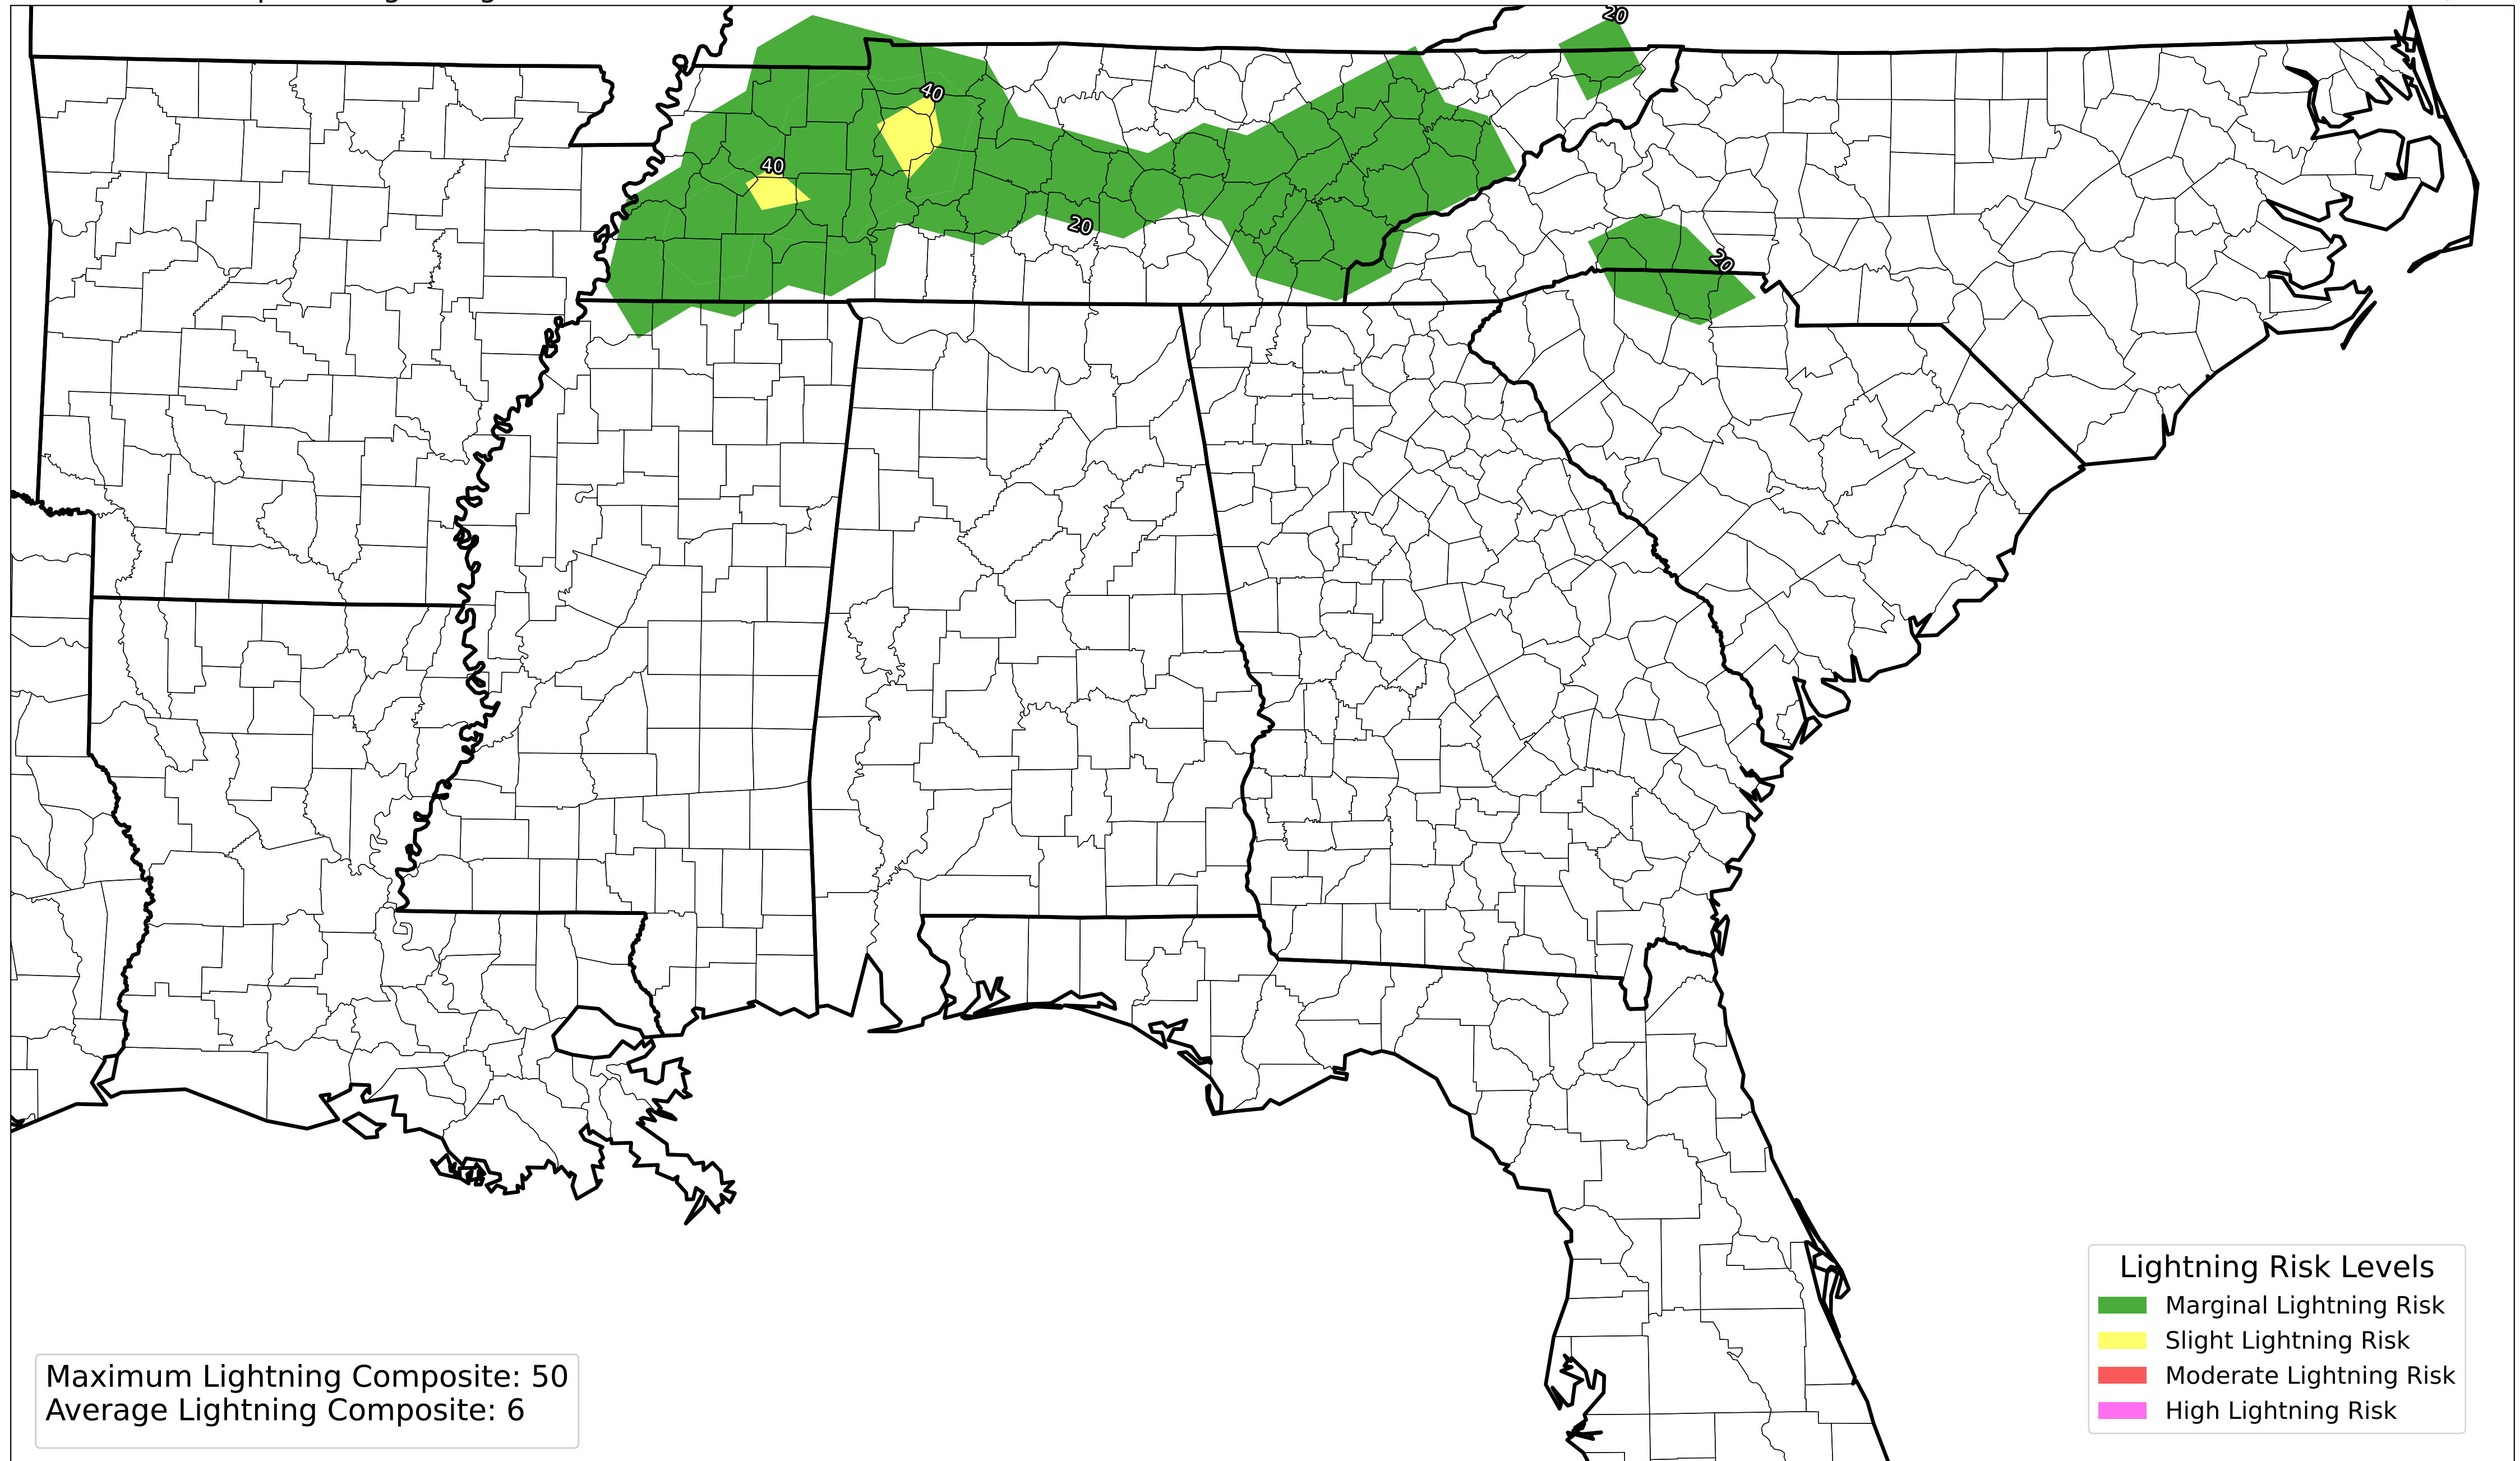 20
40
40
20
20
Lightning Risk Levels
Marginal Lightning Risk
Slight Lightning Risk
Moderate Lightning Risk
High Lightning Risk
Maximum Lightning Composite: 50
Average Lightning Composite: 6